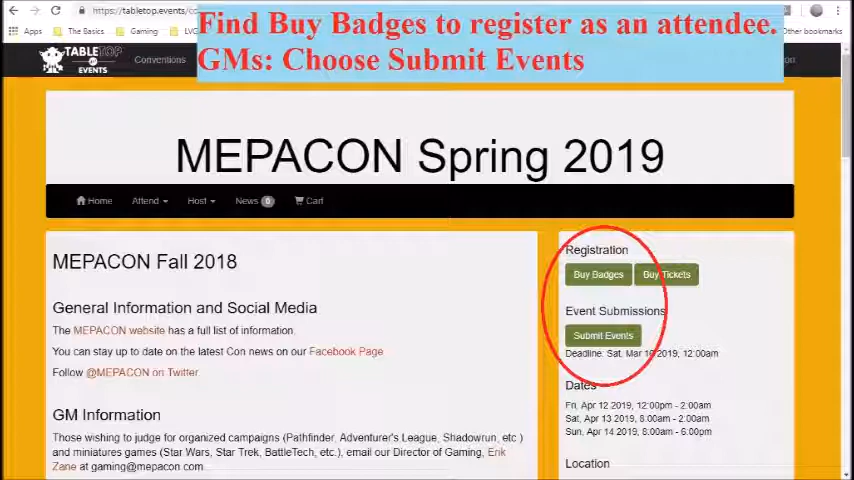 https://tabletop.events/co
Find Buy Badges to register as an attendee.
GMs: Choose Submit Events
Apps The Basics Gaming Other bookmarks
TABLETOP EVENTS Conventions
MEPACON Spring 2019
Home Attend Host News 0 Cart
MEPACON Fall 2018
General Information and Social Media
The MEPACON website has a full list of information.
You can stay up to date on the latest Con news on our Facebook Page
Follow @MEPACON on Twitter.
GM Information
Those wishing to judge for organized campaigns (Pathfinder, Adventurer's League, Shadowrun, etc.)
and miniatures games (Star Wars, Star Trek, BattleTech, etc.), email our Director of Gaming, Erik
Zane at gaming@mepacon.com
Registration
Buy Badges Buy Tickets
Event Submissions
Submit Events
Deadline: Sat, Mar 2019, 12:00am
Dates
Fri, Apr 12 2019, 12:00pm - 2:00am
Sat, Apr 13 2019, 8:00am - 2:00am
Sun, Apr 14 2019, 8:00am - 6:00pm
Location